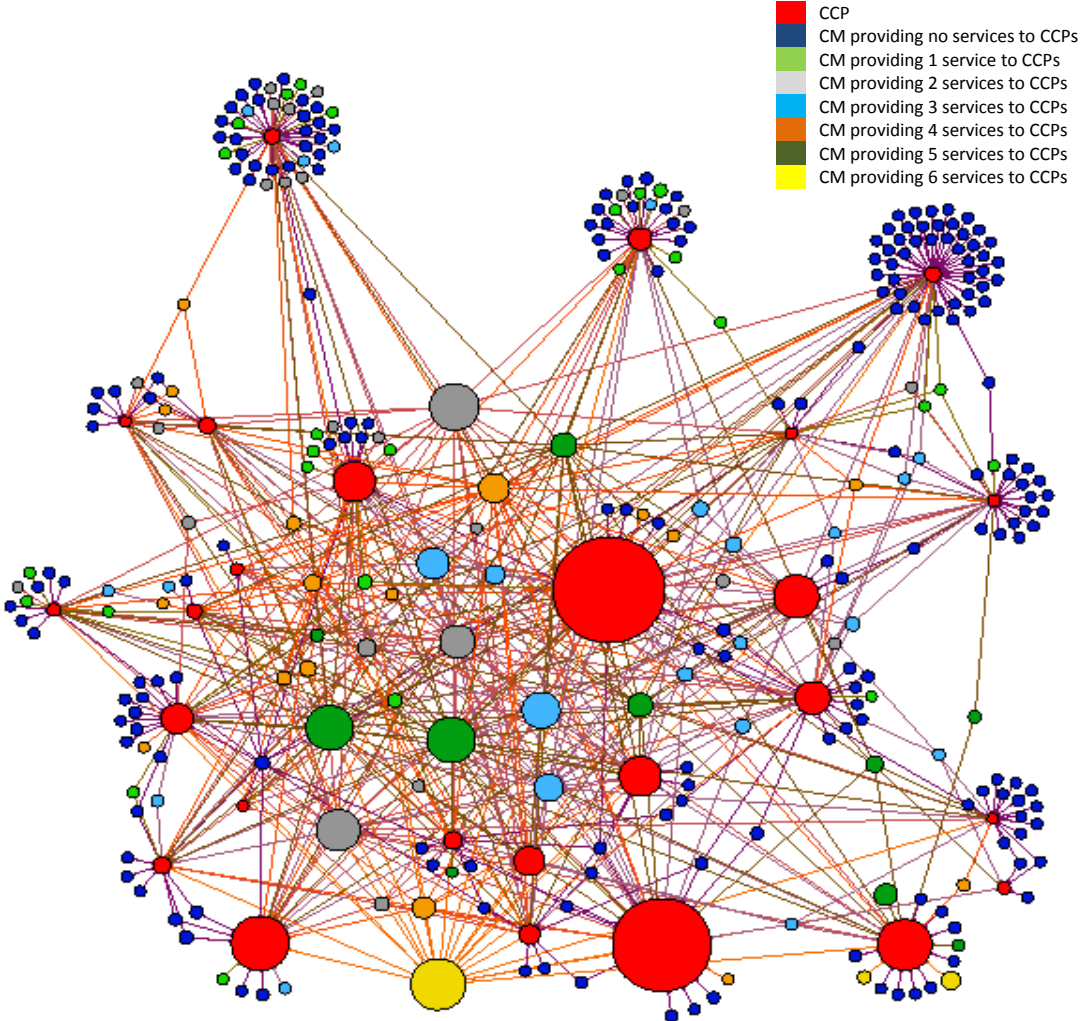 CCP
CM providing no services to CCPs
CM providing 1 service to CCPs
CM providing 2 services to CCPs
CM providing 3 services to CCPs
CM providing 4 services to CCPs
CM providing 5 services to CCPs
CM providing 6 services to CCPs